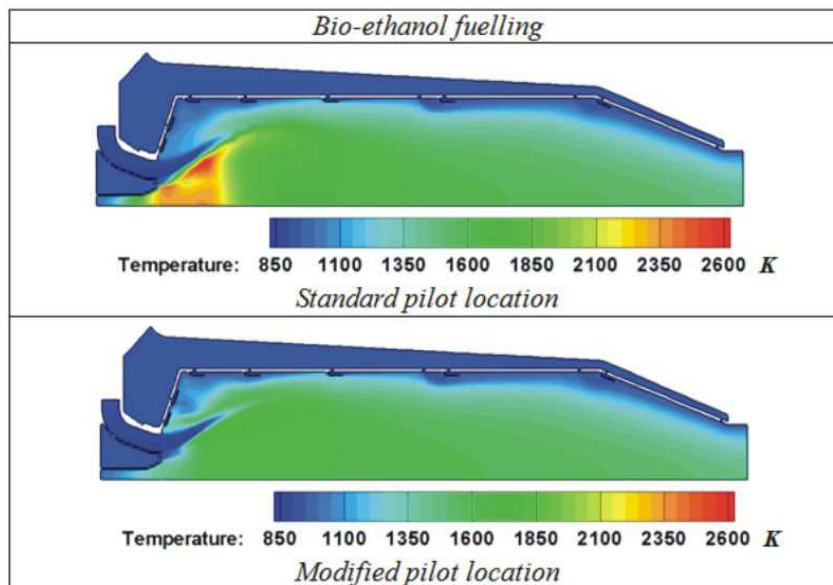 Bio-ethanol fuelling
Temperature: 850 1100 1350 1600 1850 2100 2350 2600 K
Standard pilot location
Temperature: 850 1100 1350 1600 1850 2100 2350 2600 K
Modified pilot location